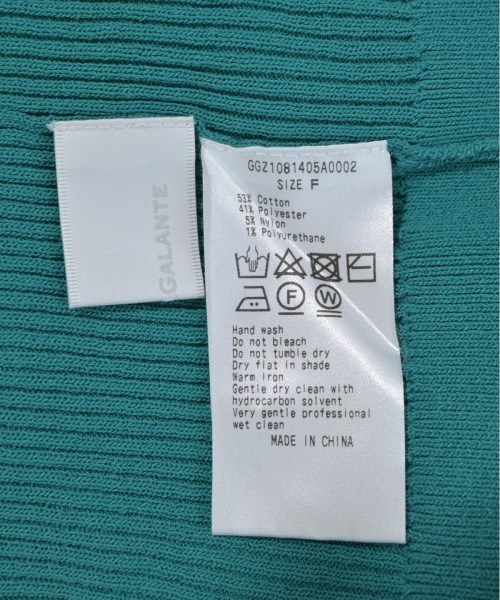 GALANTE
GGZ1081405A0002
SIZE F
53% Cotton
41% Polyester
5% Nylon
1% Polyurethane
F W
Hand wash
Do not bleach
Do not tumble dry
Dry flat in shade
Warm iron
Gentle dry clean with
hydrocarbon solvent
Very gentle professional
wet clean
MADE IN CHINA